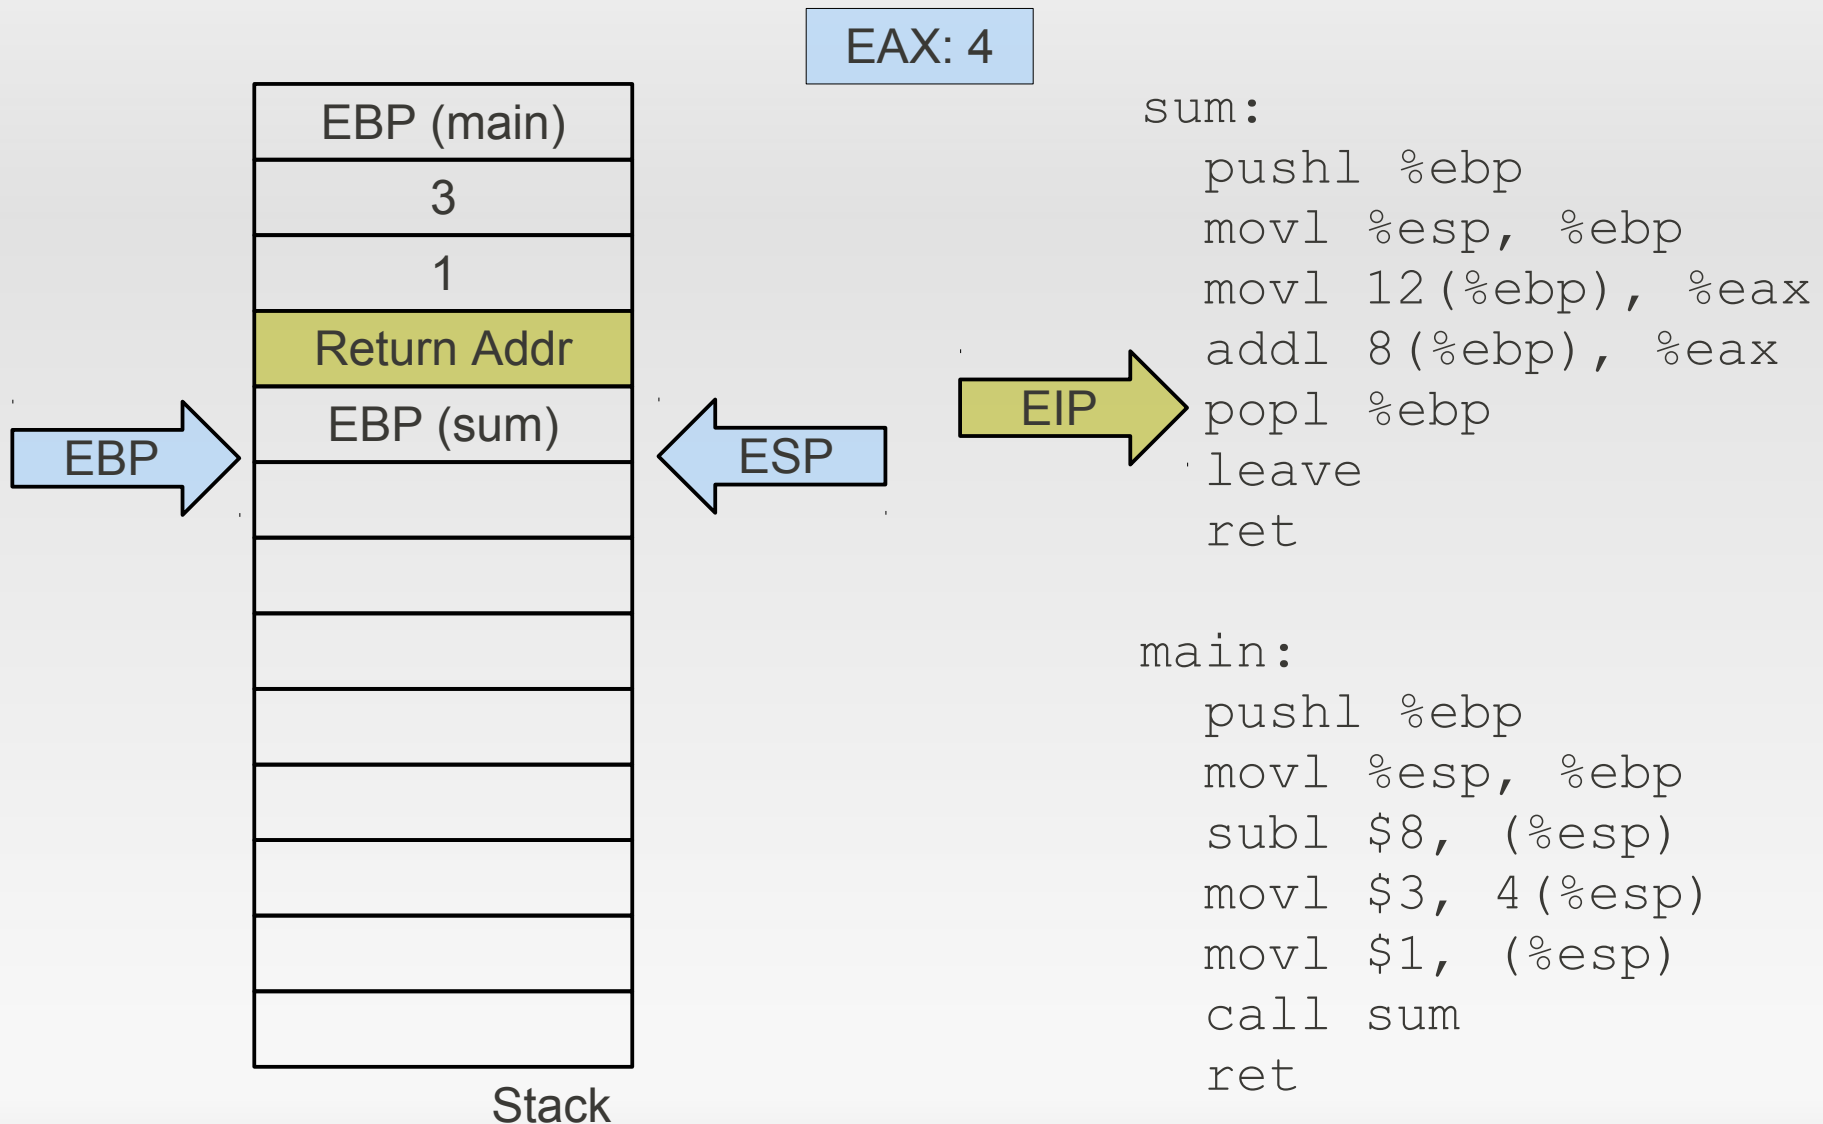 EAX: 4
EBP (main)
3
1
Return Addr
EBP (sum)
EBP
ESP
EIP
Stack
sum:
pushl %ebp
movl %esp, %ebp
movl 12(%ebp), %eax
addl 8(%ebp), %eax
popl %ebp
leave
ret
main:
pushl %ebp
movl %esp, %ebp
subl $8, (%esp)
movl $3, 4(%esp)
movl $1, (%esp)
call sum
ret